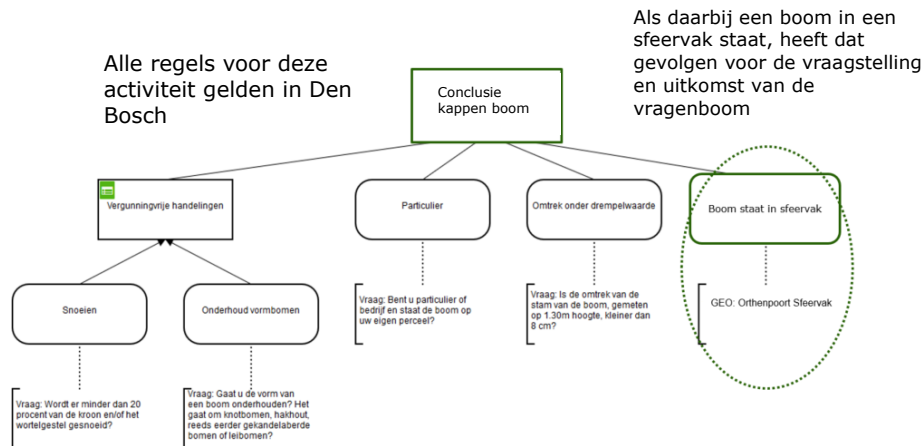 Alle regels voor deze
activiteit gelden in Den
Bosch
Als daarbij een boom in een
sfeervak staat, heeft dat
gevolgen voor de vraagstelling
en uitkomst van de
vragenboom
Conclusie
kappen boom
Vergunningvrije handelingen
Particulier
Omtrek onder drempelwaarde
Boom staat in sfeervak
Snoeien
Onderhoud vormbomen
Vraag: Bent u particulier of
bedrijf en staat de boom op
uw eigen perceel?
Vraag: Is de omtrek van de
stam van de boom, gemeten
op 1.30m hoogte, kleiner dan
8 cm?
GEO: Orthenpoort Sfeervak
Vraag: Wordt er minder dan 20
procent van de kroon en/of het
wortelgestel gesnoeid?
Vraag: Gaat u de vorm van
een boom onderhouden? Het
gaat om knotbomen, hakhout,
reeds eerder gekandelaberde
bomen of leibomen?